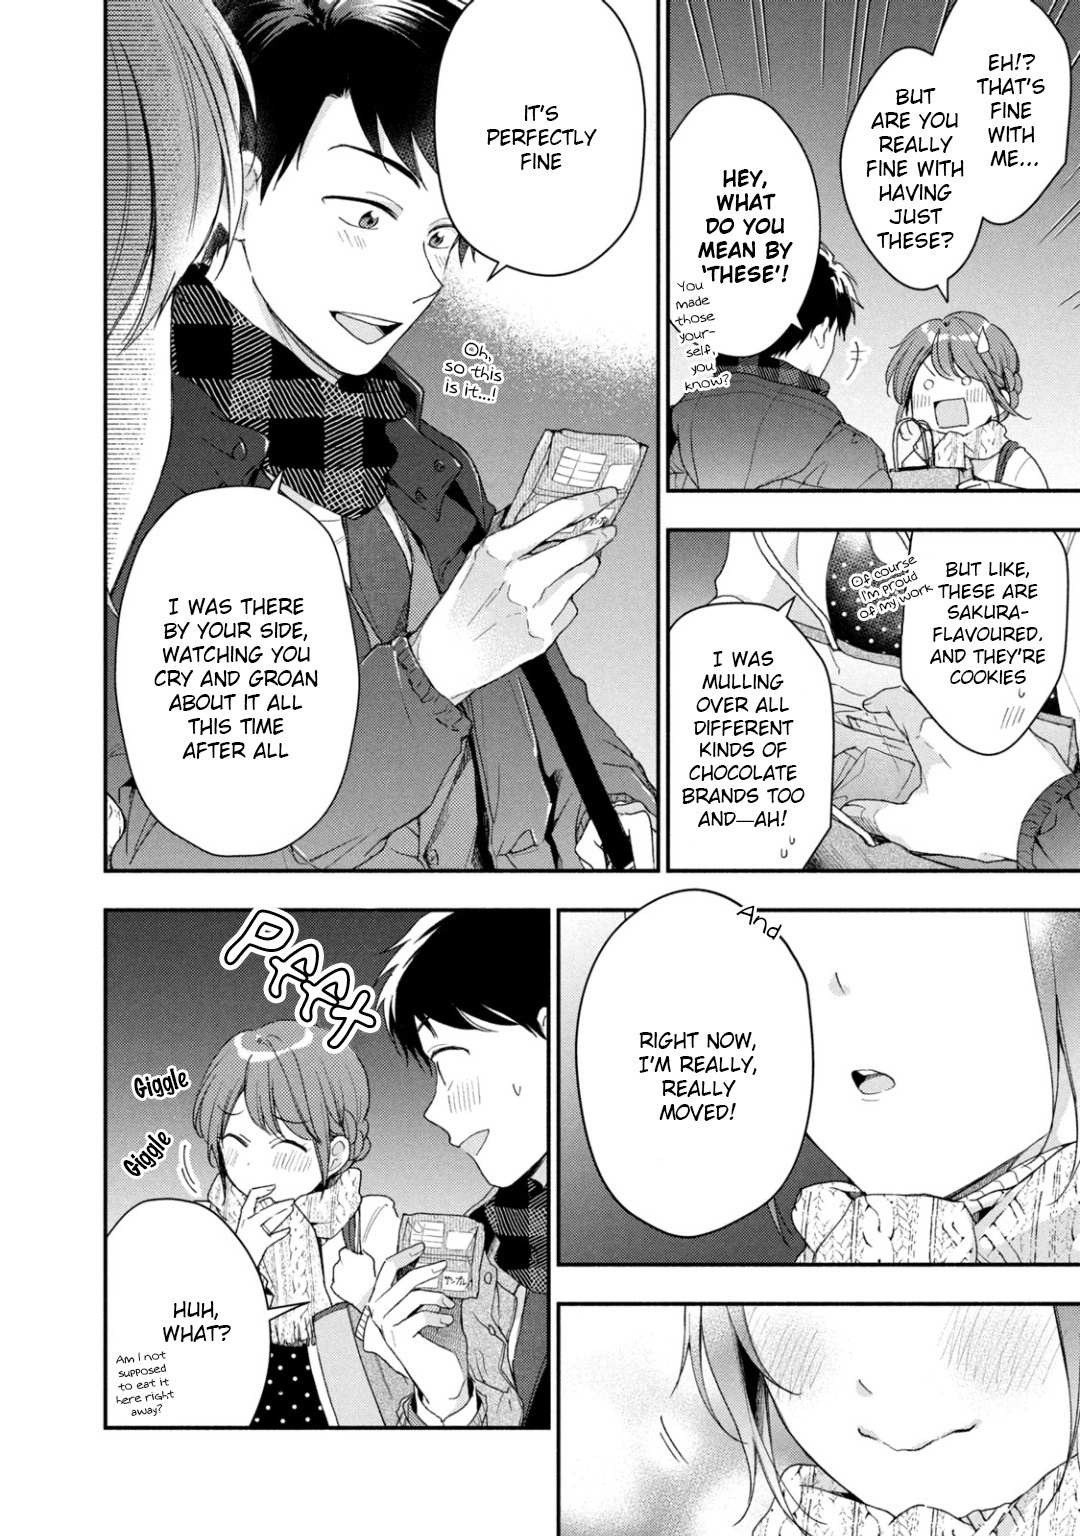 EH!?
THAT'S
FINE
WITH
ME...
BUT
ARE YOU
REALLY
FINE WITH
HAVING
JUST
THESE?
HEY,
WHAT
DO YOU
MEAN BY
'THESE'!
You
made
those
your-
self,
you
know?
BUT LIKE,
THESE ARE
SAKURA-
FLAVOURED.
AND THEY'RE
COOKIES
Of course
I'm proud
of my work
I WAS
MULLING
OVER ALL
DIFFERENT
KINDS OF
CHOCOLATE
BRANDS TOO
AND—AH!
IT'S
PERFECTLY
FINE
Oh,
so this
is it...!
I WAS THERE
BY YOUR SIDE,
WATCHING YOU
CRY AND GROAN
ABOUT IT ALL
THIS TIME
AFTER ALL
And
RIGHT NOW,
I'M REALLY,
REALLY
MOVED!
PAAAT
Giggle
Giggle
サンプル
HUH,
WHAT?
Am I not
supposed
to eat it
here right
away?